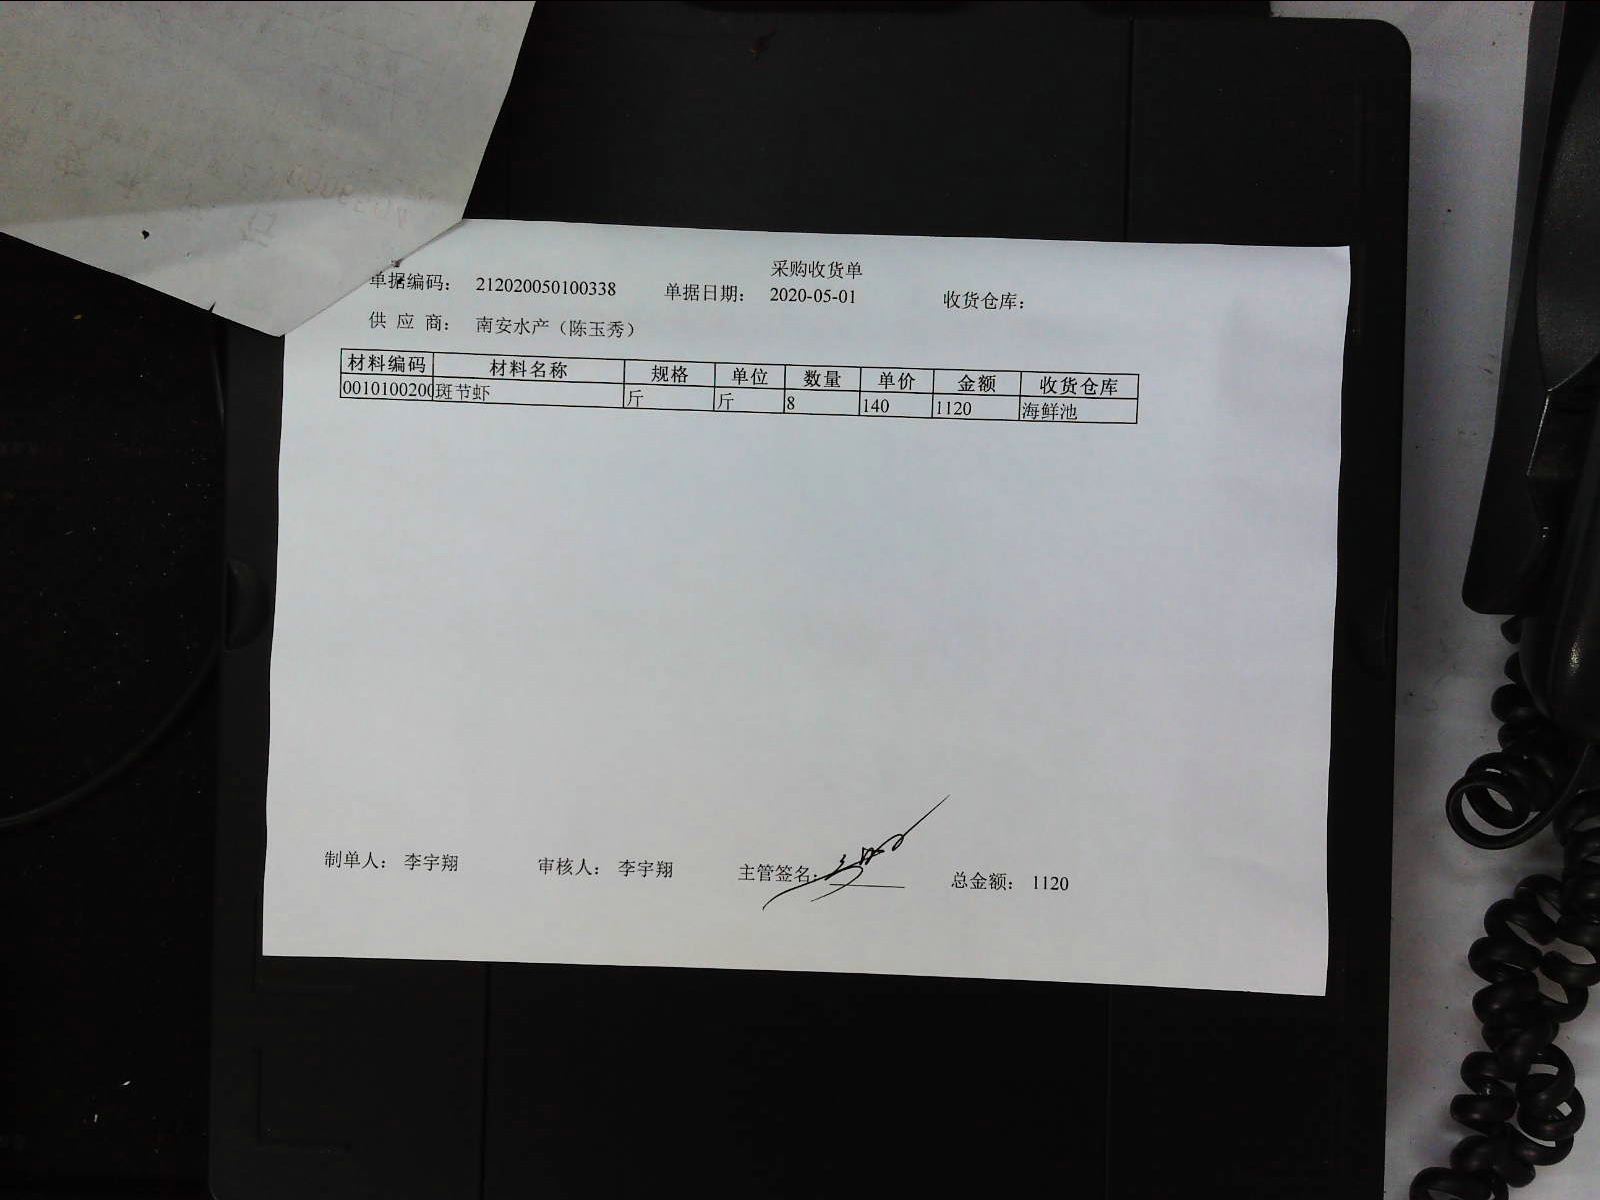 采购收货单
单据编码： 212020050100338 单据日期： 2020-05-01 收货仓库：
供 应 商： 南安水产（陈玉秀）
材料编码 材料名称 规格 单位 数量 单价 金额 收货仓库
0010100200 斑节虾 斤 斤 8 140 1120 海鲜池
制单人： 李宇翔 审核人： 李宇翔 主管签名： 总金额： 1120